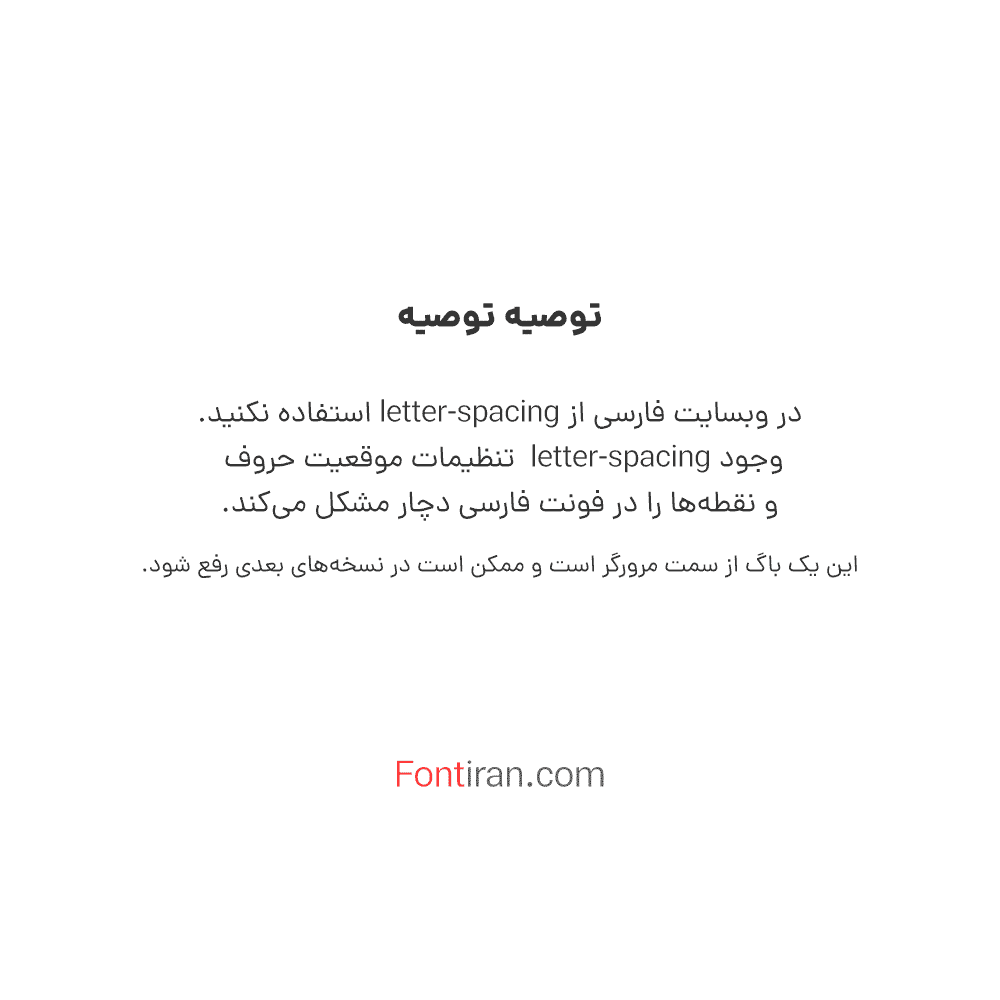 توصیه توصیه
در وبسایت فارسی از letter-spacing استفاده نکنید.
وجود letter-spacing تنظیمات موقعیت حروف
و نقطه‌ها را در فونت فارسی دچار مشکل می‌کند.
این یک باگ از سمت مرورگر است و ممکن است در نسخه‌های بعدی رفع شود.
Fontiran.com